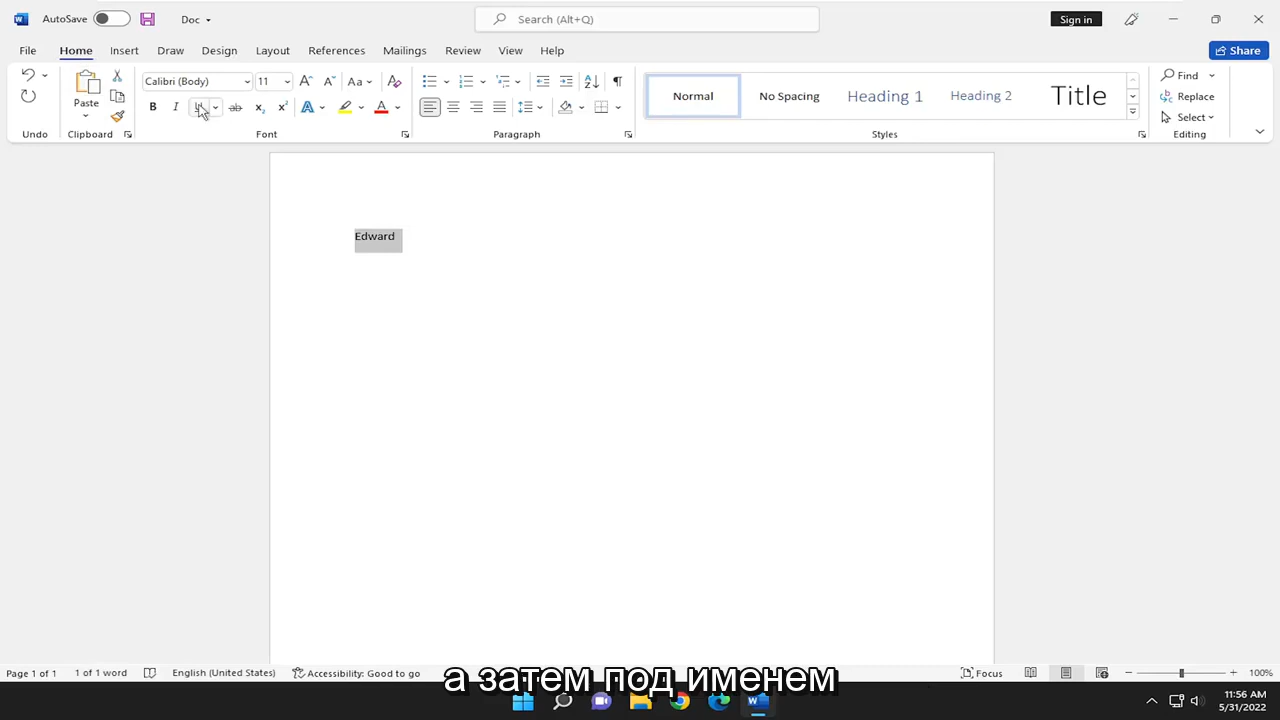 AutoSave
Doc
Search (Alt+Q)
Sign in
File Home Insert Draw Design Layout References Mailings Review View Help
Share
Paste
Calibri (Body) 11 Aa
Normal
No Spacing
Heading 1
Heading 2
Title
Find
Replace
Select
Undo
Clipboard
Font
Paragraph
Styles
Editing
Edward
Page 1 of 1
1 of 1 word
English (United States)
Accessibility: Good to go
Focus
100%
а затем под именем
11:56 AM
5/31/2022